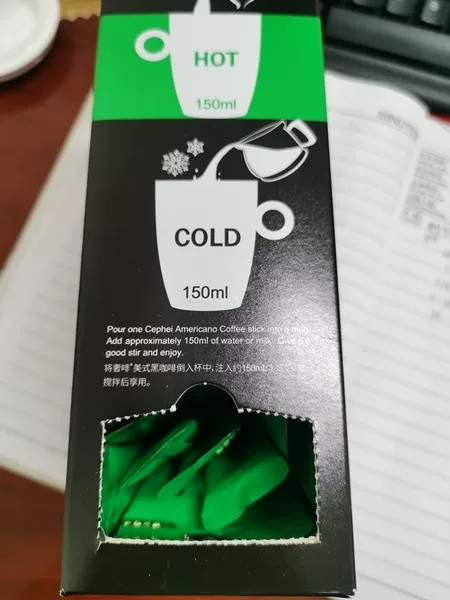 HOT
150ml
COLD
150ml
Pour one Cephei Americano Coffee stick into a mug.
Add approximately 150ml of water or milk. Give it a
good stir and enjoy.
将奢啡®美式黑咖啡倒入杯中，注入约150ml
搅拌后享用。